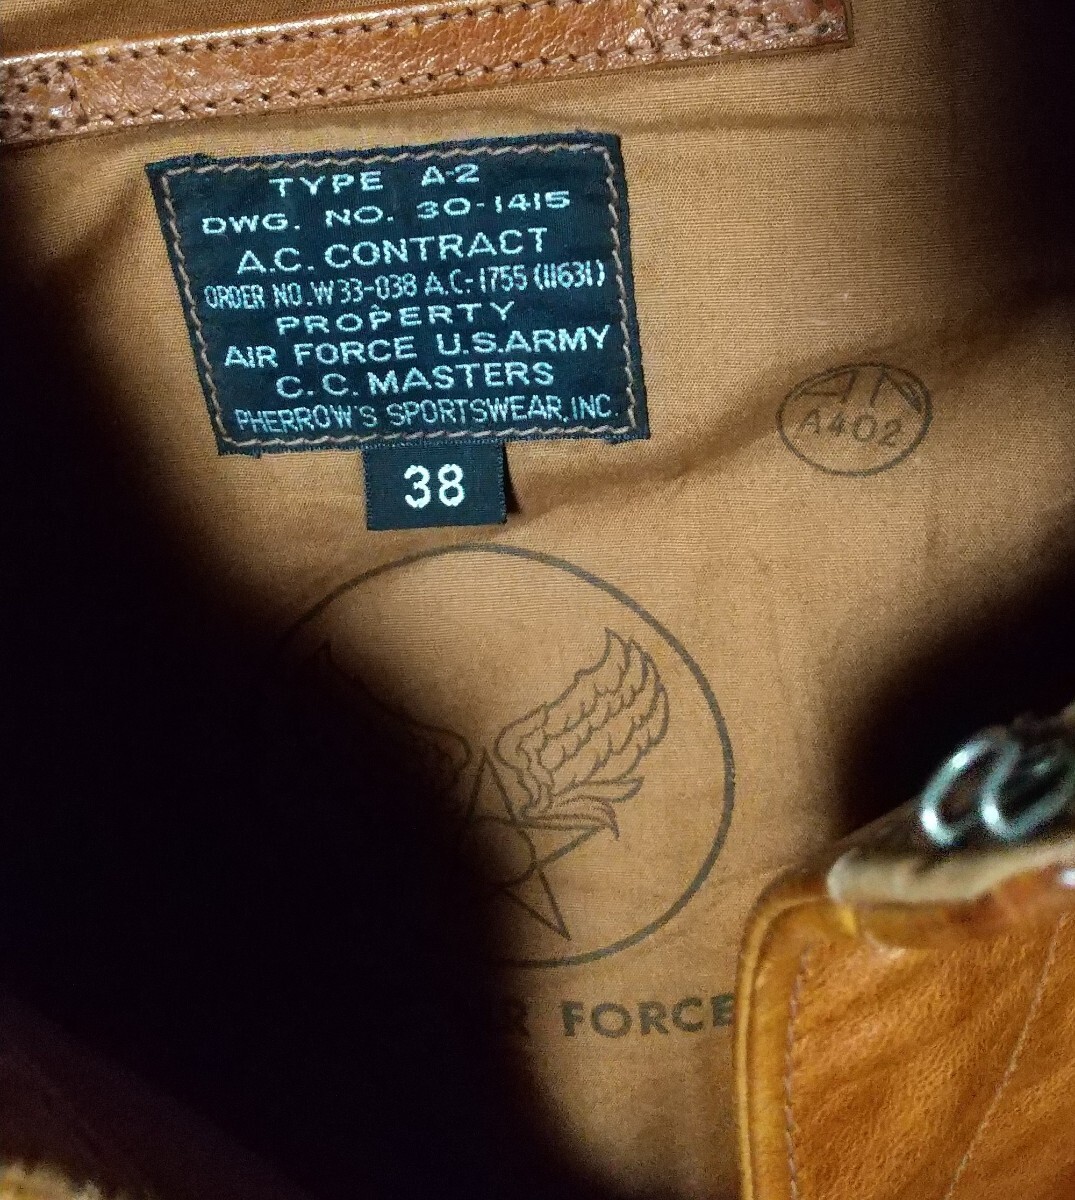 TYPE A-2
DWG. NO. 30-1415
A.C. CONTRACT
ORDER NO. W33-038 A.C.-1755 (11631)
PROPERTY
AIR FORCE U.S.ARMY
C.C. MASTERS
PHERROW'S SPORTSWEAR, INC.
38
AN
A402
FORCE